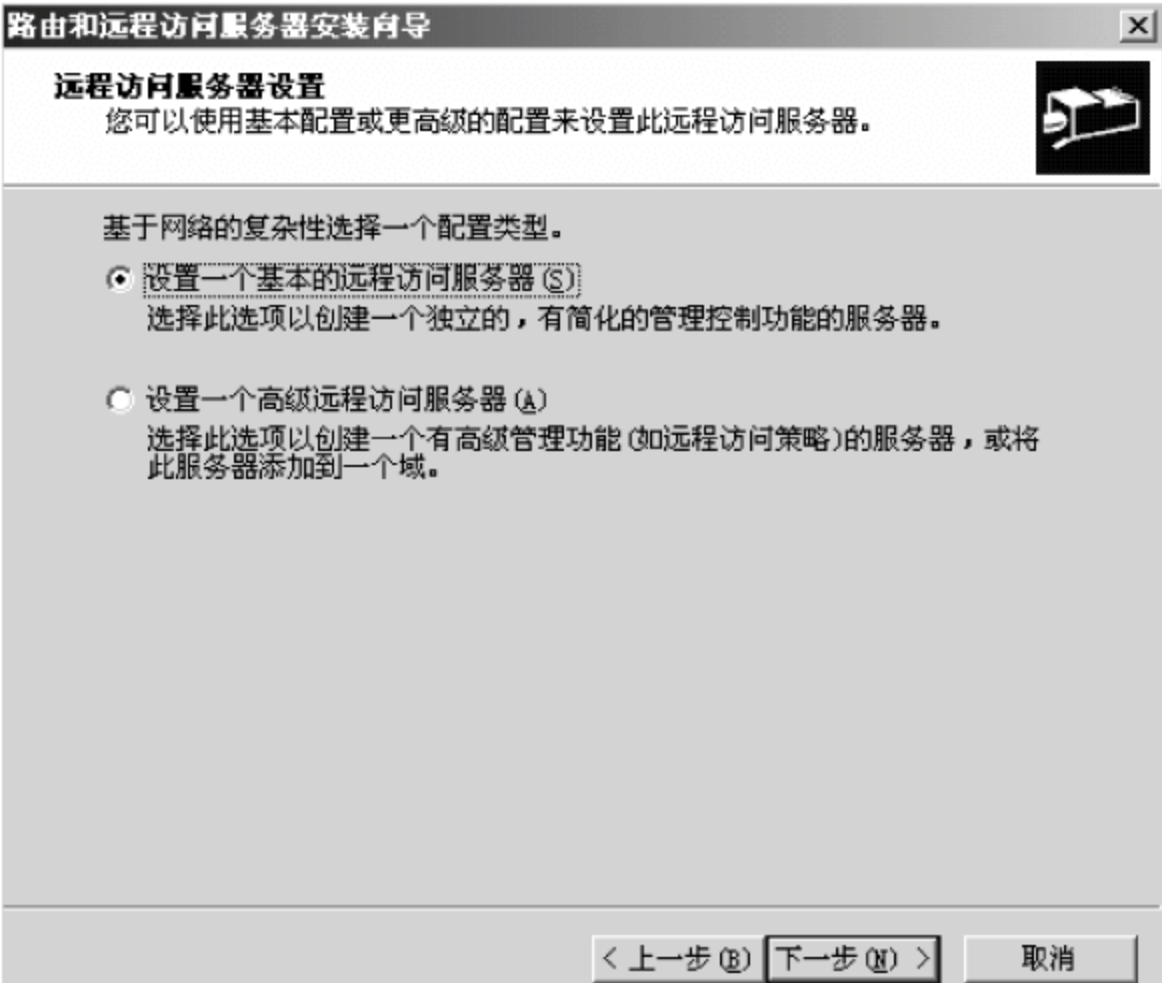 路由和远程访问服务器安装向导
远程访问服务器设置
您可以使用基本配置或更高级的配置来设置此远程访问服务器。
基于网络的复杂性选择一个配置类型。
设置一个基本的远程访问服务器(S)
选择此选项以创建一个独立的，有简化的管理控制功能的服务器。
设置一个高级远程访问服务器(A)
选择此选项以创建一个有高级管理功能(如远程访问策略)的服务器，或将
此服务器添加到一个域。
< 上一步(B) 下一步(N) > 取消